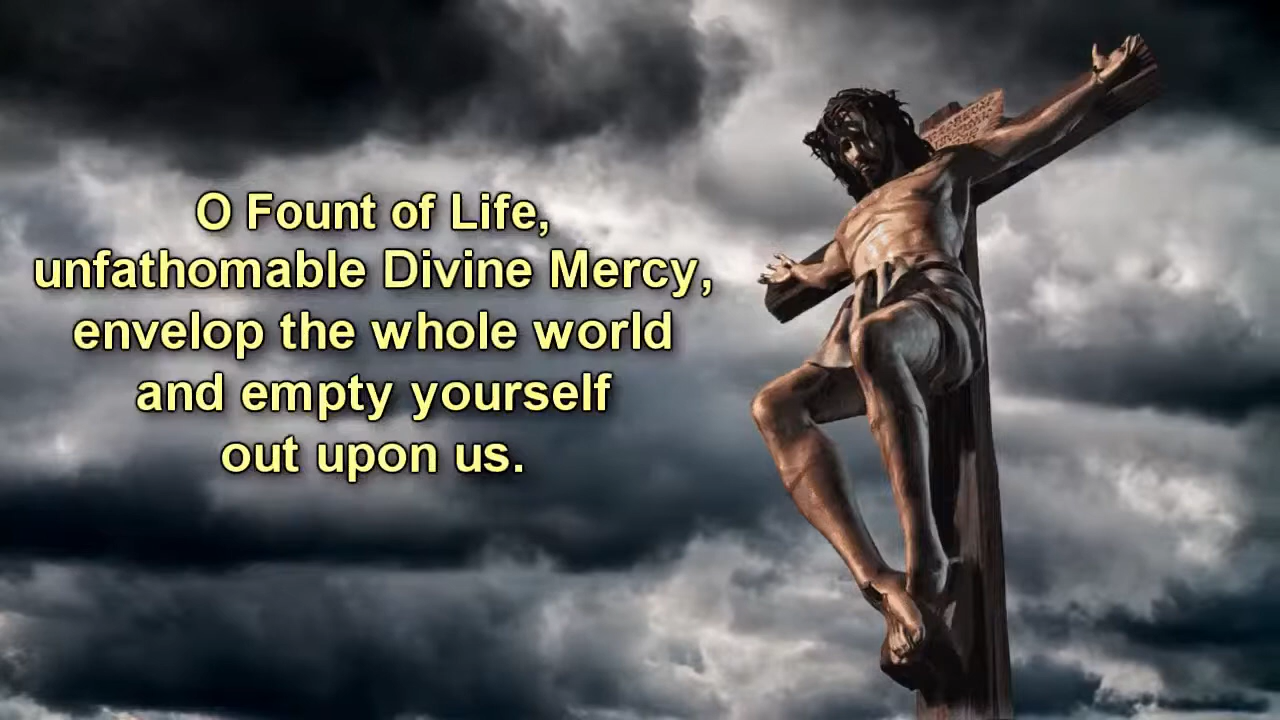 O Fount of Life,
unfathomable Divine Mercy,
envelop the whole world
and empty yourself
out upon us.